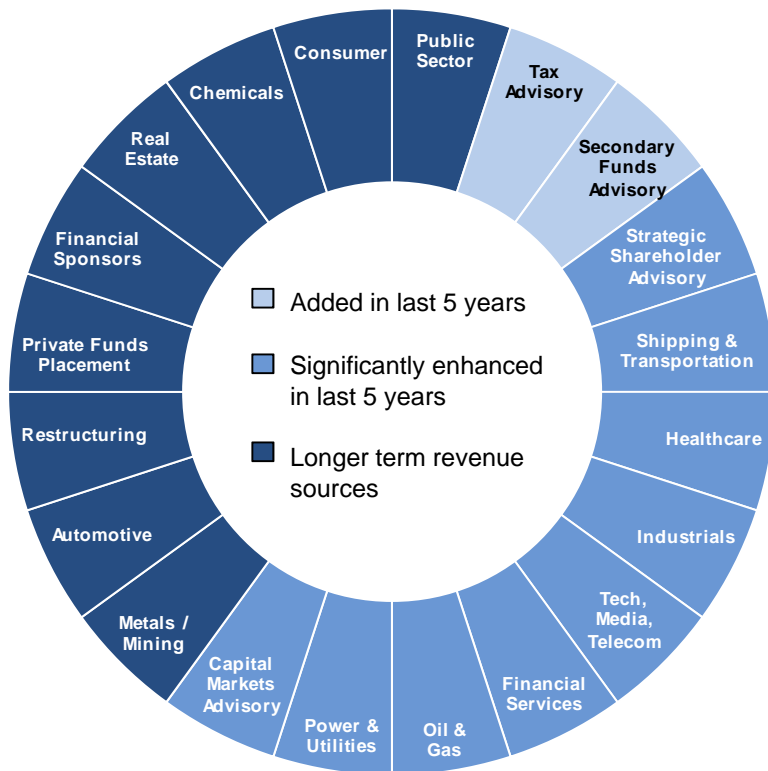 Public
Sector
Tax
Advisory
Secondary
Funds
Advisory
Strategic
Shareholder
Advisory
Shipping &
Transportation
Healthcare
Industrials
Tech,
Media,
Telecom
Financial
Services
Oil &
Gas
Power &
Utilities
Capital
Markets
Advisory
Metals /
Mining
Automotive
Restructuring
Private Funds
Placement
Financial
Sponsors
Real
Estate
Chemicals
Consumer
Added in last 5 years
Significantly enhanced
in last 5 years
Longer term revenue
sources